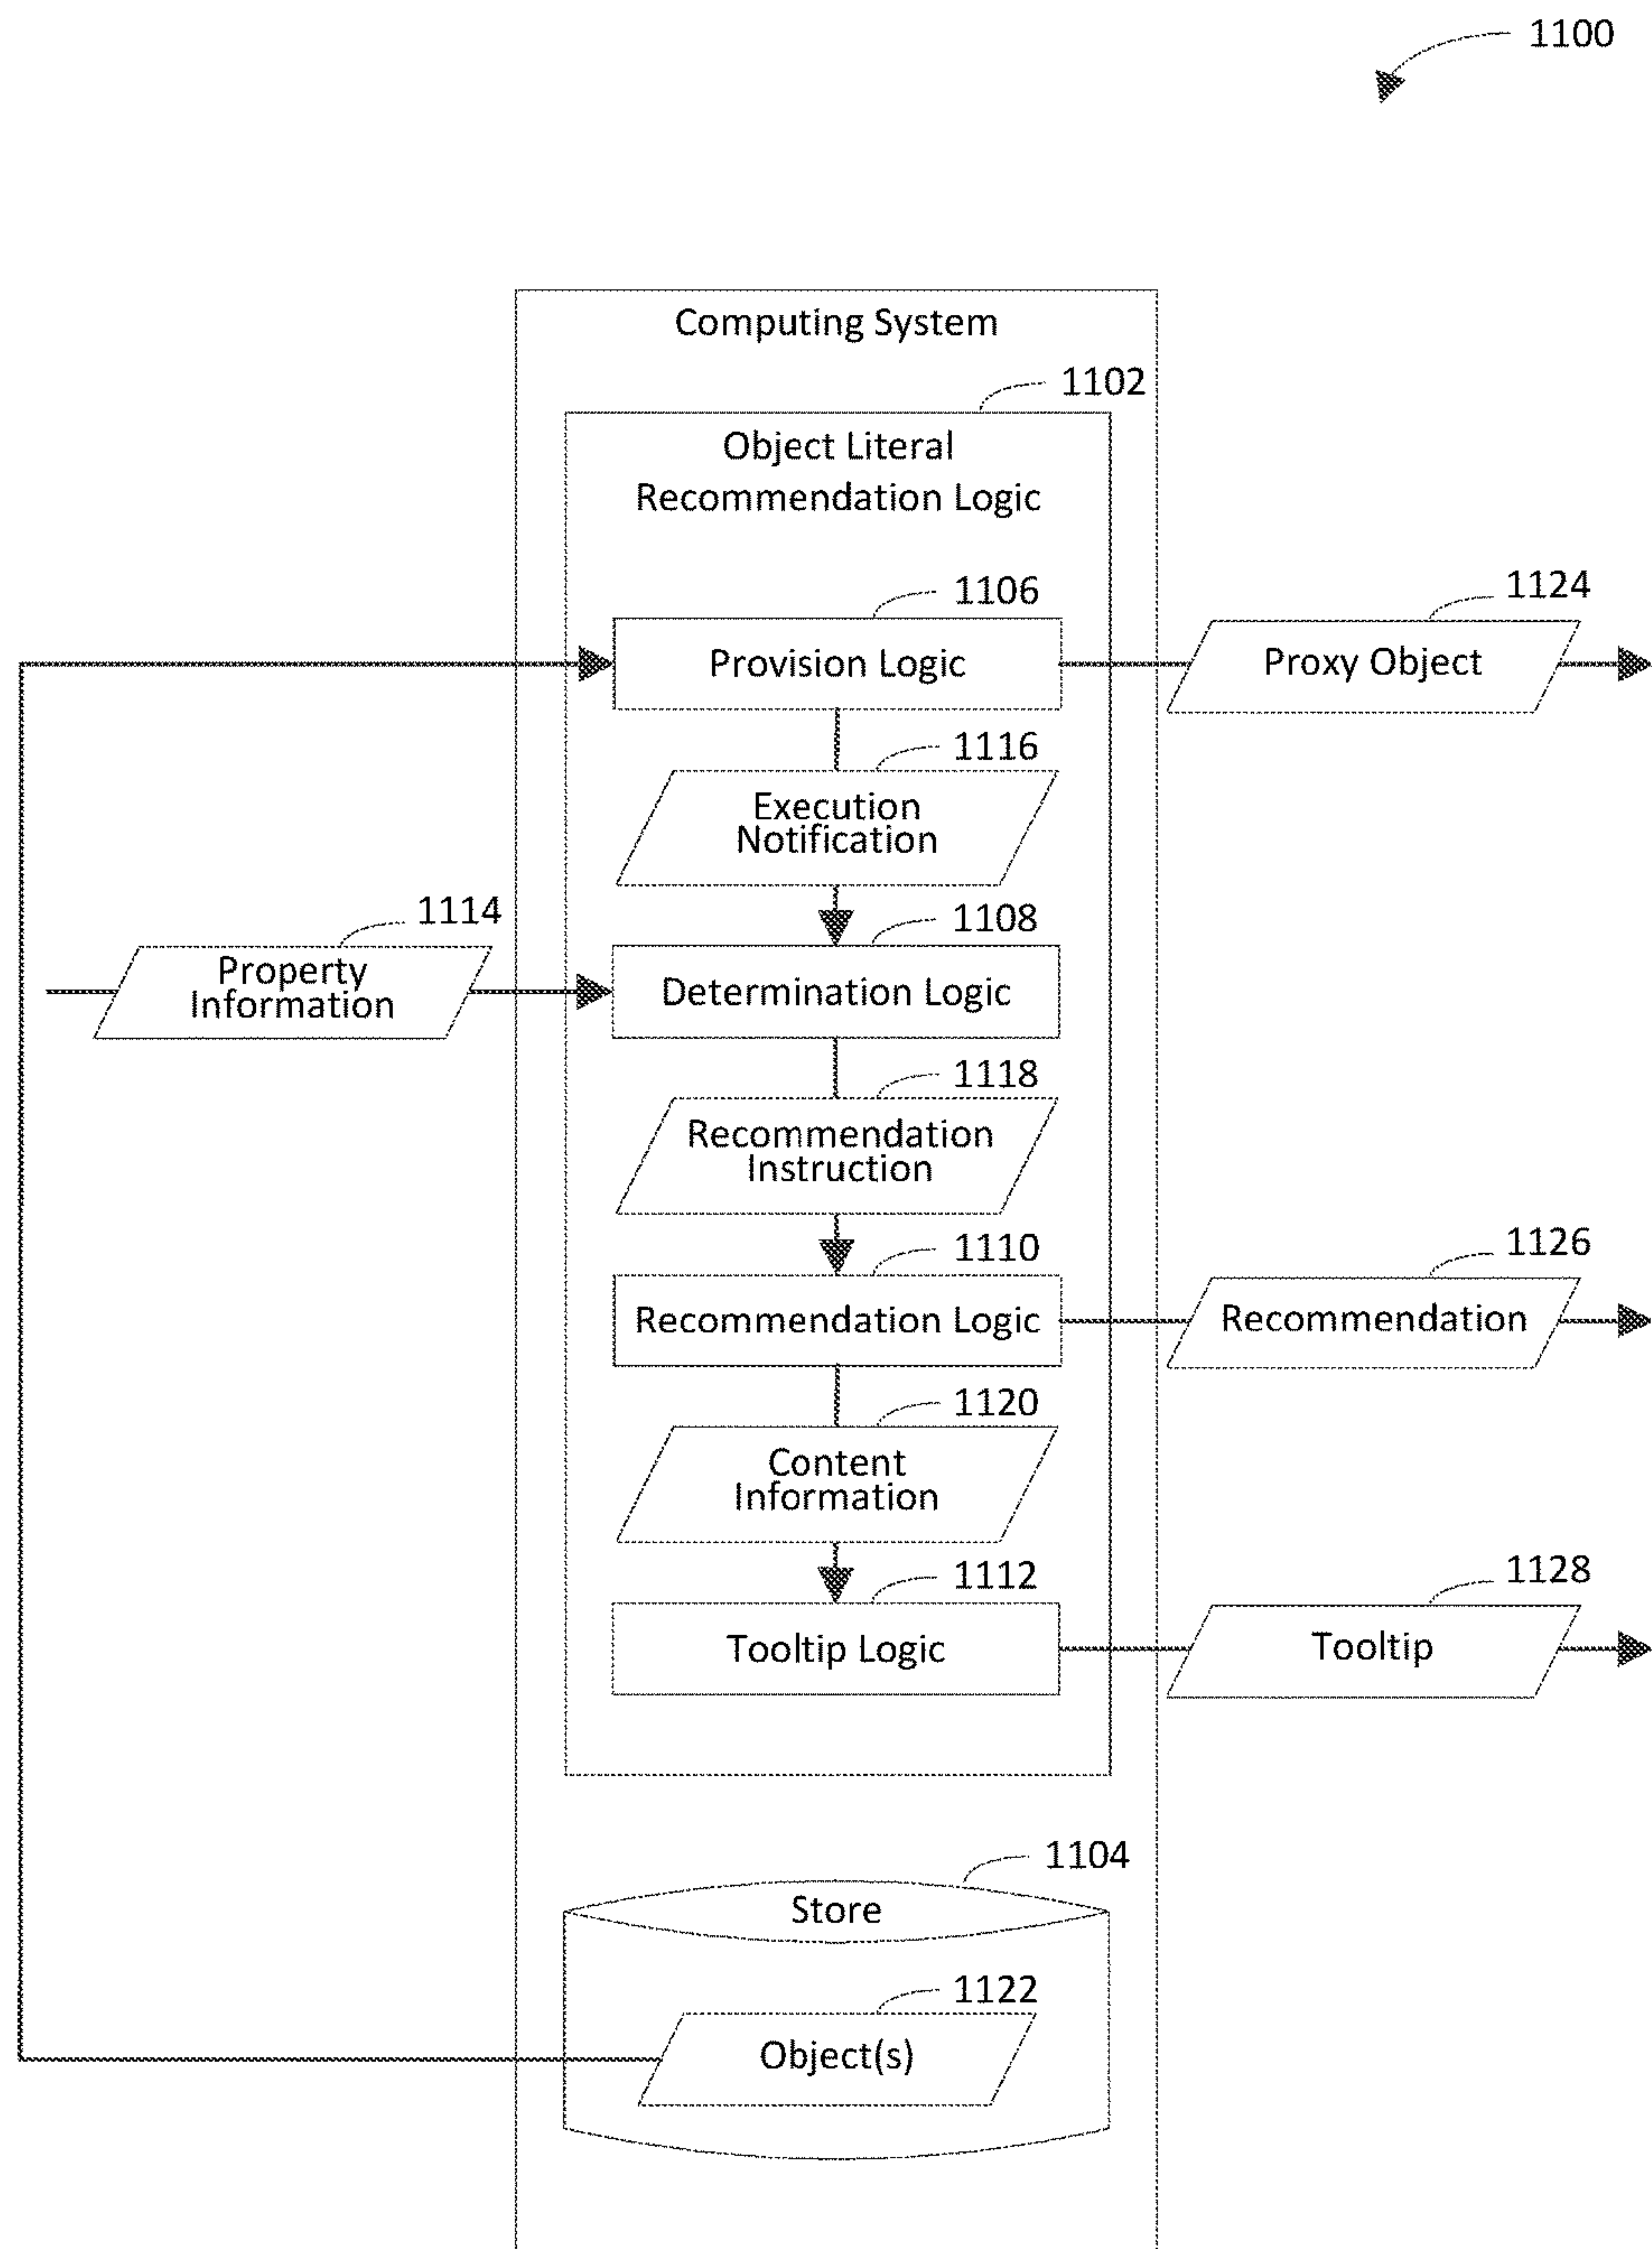 1100
Computing System
1102
Object Literal
Recommendation Logic
1106
Provision Logic
1124
Proxy Object
1116
Execution
Notification
1114
Property
Information
1108
Determination Logic
1118
Recommendation
Instruction
1110
Recommendation Logic
1126
Recommendation
1120
Content
Information
1112
Tooltip Logic
1128
Tooltip
1104
Store
1122
Object(s)